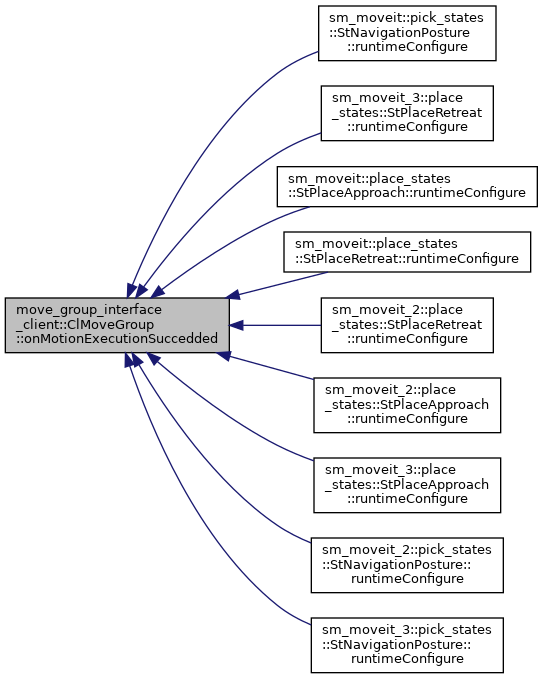 sm_moveit::pick_states
::StNavigationPosture
::runtimeConfigure
sm_moveit_3::place
_states::StPlaceRetreat
::runtimeConfigure
sm_moveit::place_states
::StPlaceApproach::runtimeConfigure
sm_moveit::place_states
::StPlaceRetreat::runtimeConfigure
move_group_interface
_client::ClMoveGroup
::onMotionExecutionSuccedded
sm_moveit_2::place
_states::StPlaceRetreat
::runtimeConfigure
sm_moveit_2::place
_states::StPlaceApproach
::runtimeConfigure
sm_moveit_3::place
_states::StPlaceApproach
::runtimeConfigure
sm_moveit_2::pick_states
::StNavigationPosture::
runtimeConfigure
sm_moveit_3::pick_states
::StNavigationPosture::
runtimeConfigure